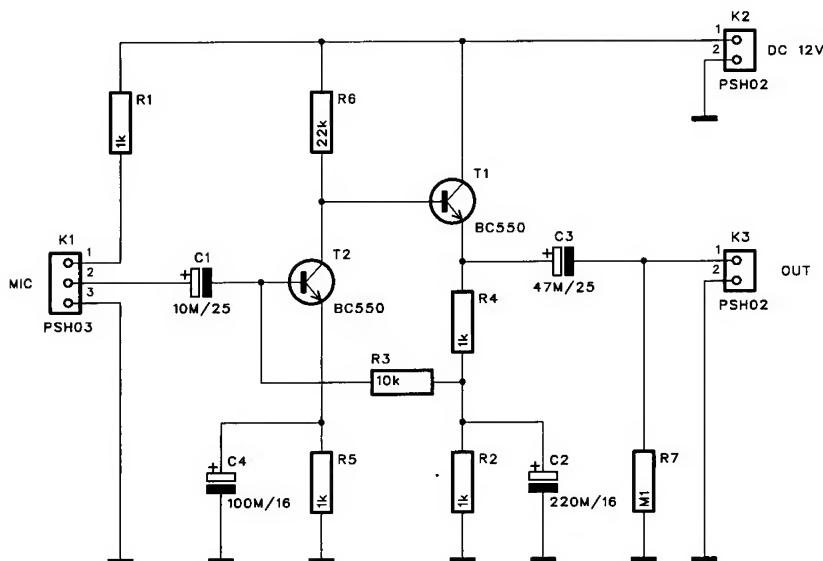 K2
1
2
DC 12V
PSH02
R1
1k
R6
22k
T1
BC550
K1
1
2
3
MIC
PSH03
C1
+
10M/25
T2
BC550
C3
+
47M/25
K3
1
2
OUT
PSH02
R4
1k
R3
10k
C4
+
100M/16
R5
1k
R2
1k
C2
+
220M/16
R7
M1